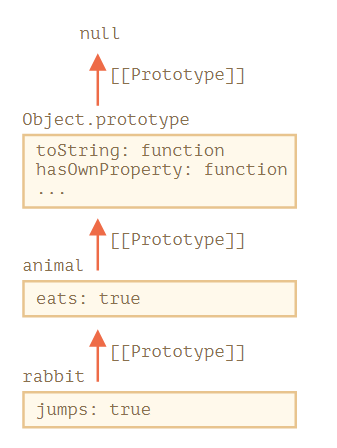 null
[[Prototype]]
Object.prototype
toString: function
hasOwnProperty: function
...
[[Prototype]]
animal
eats: true
[[Prototype]]
rabbit
jumps: true